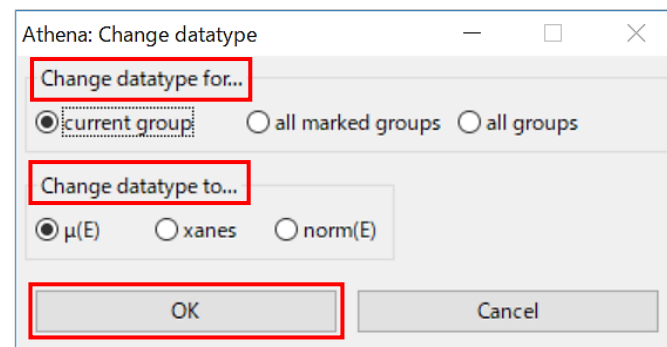 Athena: Change datatype
Change datatype for...
current group all marked groups all groups
Change datatype to...
μ(E) xanes norm(E)
OK Cancel